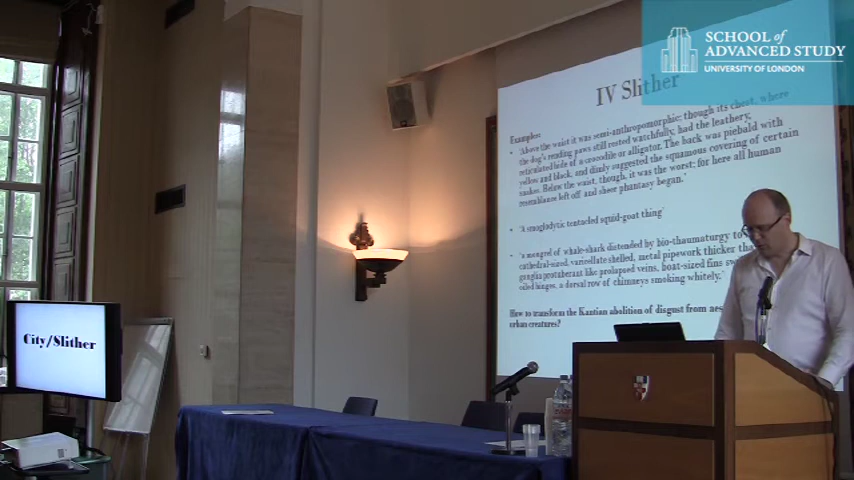 SCHOOL of
ADVANCED STUDY
UNIVERSITY OF LONDON
IV Slither
Examples:
'Above the waist it was semi-anthropomorphic; though its chest, where
the dog's rending paws still rested watchfully, had the leathery,
reticulated hide of a crocodile or alligator. The back was piebald with
yellow and black, and dimly suggested the squamous covering of certain
snakes. Below the waist, though, it was the worst; for here all human
resemblance left off and sheer phantasy began.'
'A smoglodytic tentacled squid-goat thing'
'a mongrel of whale-shark distended by bio-thaumaturgy to
cathedral-sized, varicellate shelled, metal pipework thicker tha
ganglia protuberant like prolapsed veins, boat-sized fins sw
oiled hinges, a dorsal row of chimneys smoking whitely.'
How to transform the Kantian abolition of disgust from aes
urban creatures?
City/Slither